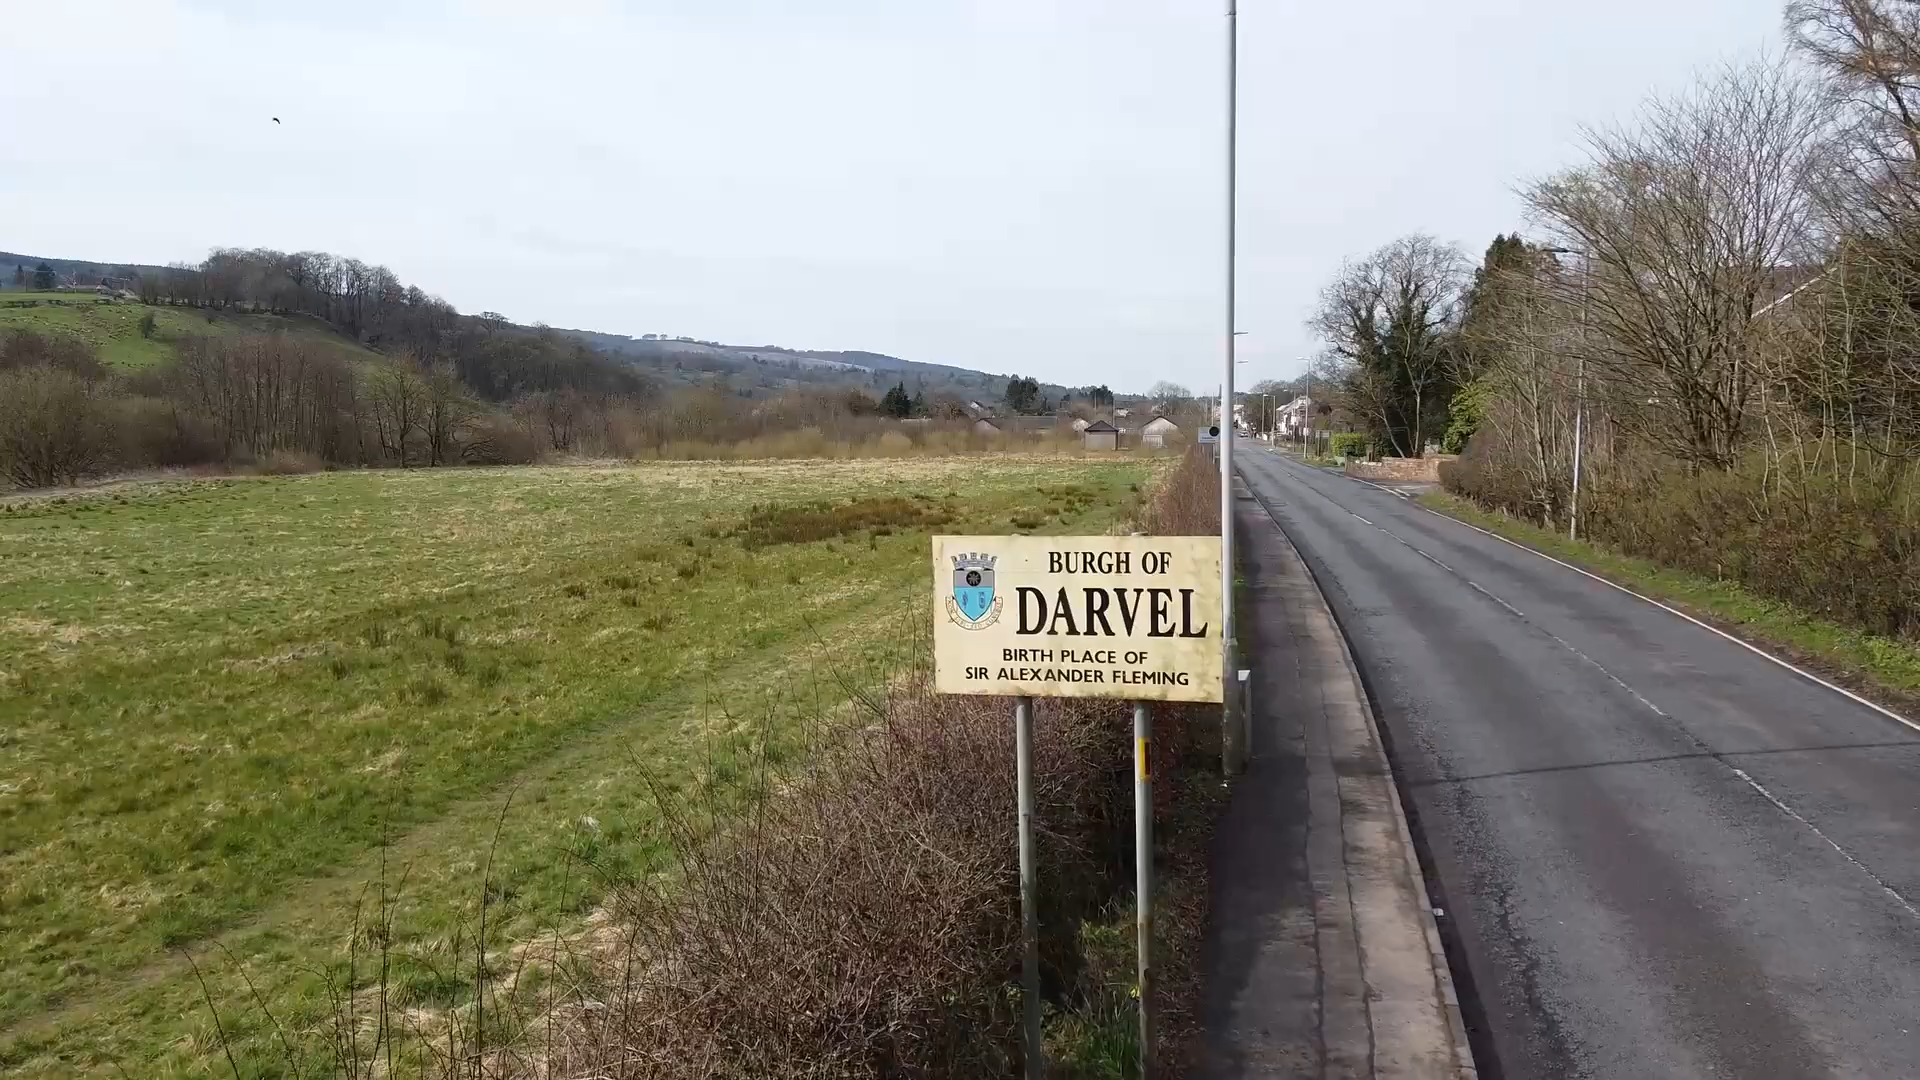 BURGH OF
DARVEL
BIRTH PLACE OF
SIR ALEXANDER FLEMING